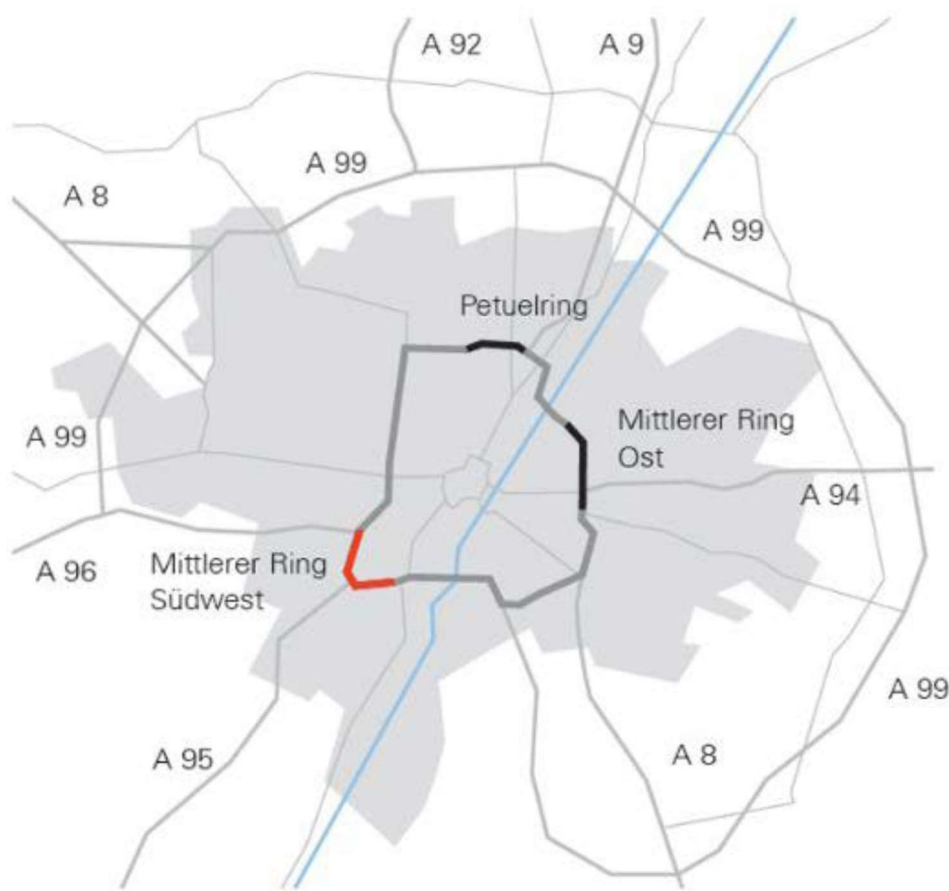 A 92
A 9
A 99
A 8
A 99
Petuelring
Mittlerer Ring
Ost
A 99
A 94
Mittlerer Ring
Südwest
A 96
A 99
A 95
A 8